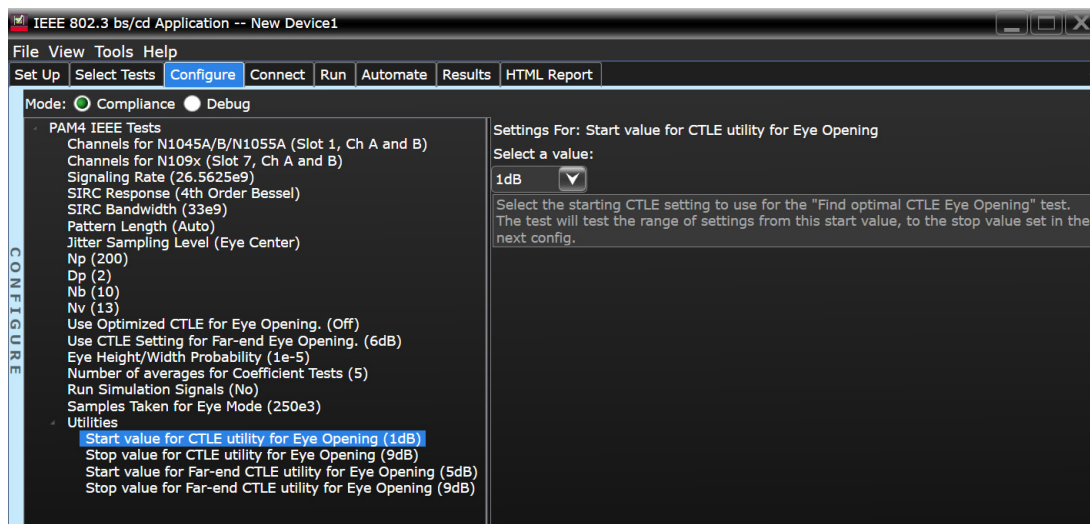 IEEE 802.3 bs/cd Application -- New Device1
File View Tools Help
Set Up Select Tests Configure Connect Run Automate Results HTML Report
Mode: Compliance Debug
CONFIGURE
PAM4 IEEE Tests
Channels for N1045A/B/N1055A (Slot 1, Ch A and B)
Channels for N109x (Slot 7, Ch A and B)
Signaling Rate (26.5625e9)
SIRC Response (4th Order Bessel)
SIRC Bandwidth (33e9)
Pattern Length (Auto)
Jitter Sampling Level (Eye Center)
Np (200)
Dp (2)
Nb (10)
Nv (13)
Use Optimized CTLE for Eye Opening. (Off)
Use CTLE Setting for Far-end Eye Opening. (6dB)
Eye Height/Width Probability (1e-5)
Number of averages for Coefficient Tests (5)
Run Simulation Signals (No)
Samples Taken for Eye Mode (250e3)
Utilities
Start value for CTLE utility for Eye Opening (1dB)
Stop value for CTLE utility for Eye Opening (9dB)
Start value for Far-end CTLE utility for Eye Opening (5dB)
Stop value for Far-end CTLE utility for Eye Opening (9dB)
Settings For: Start value for CTLE utility for Eye Opening
Select a value:
1dB
Select the starting CTLE setting to use for the "Find optimal CTLE Eye Opening" test.
The test will test the range of settings from this start value, to the stop value set in the
next config.